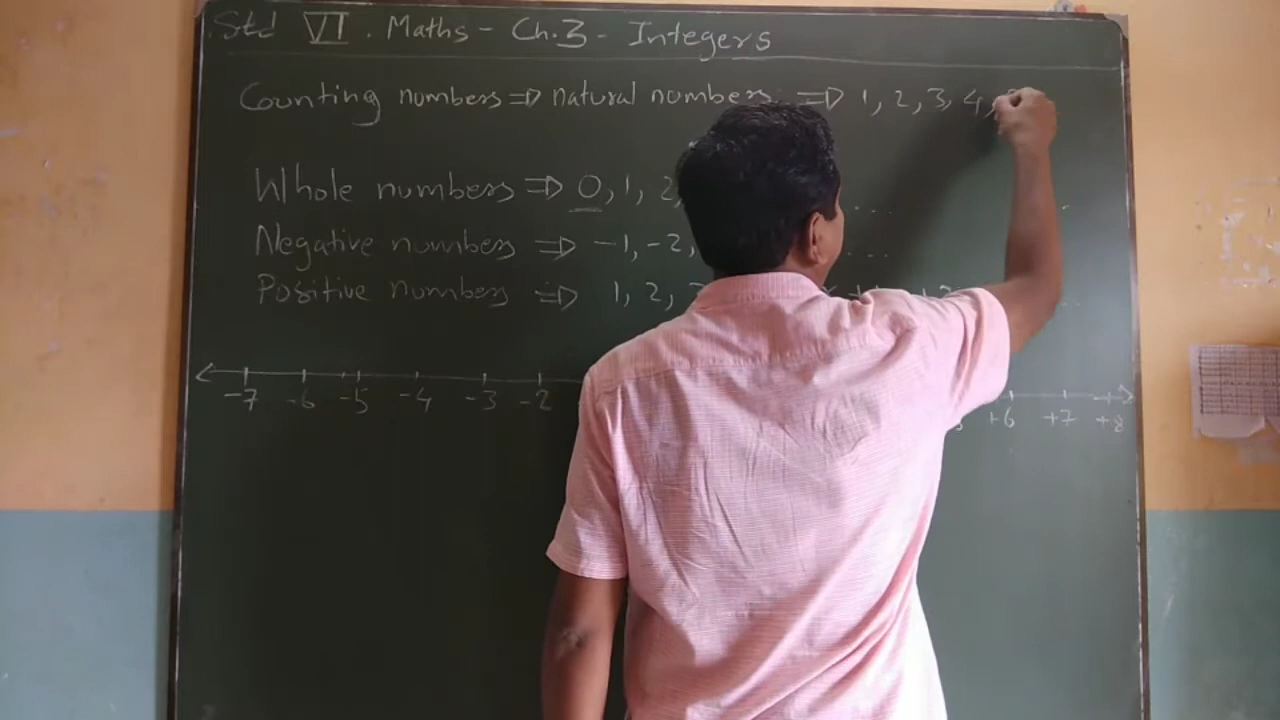 Std VI. Maths - Ch.3 - Integers
Counting numbers ⇒ natural numbers ⇒ 1, 2, 3, 4,
Whole numbers ⇒ 0, 1, 2, ...
Negative numbers ⇒ -1, -2, ...
Positive numbers ⇒ 1, 2,
-7 -6 -5 -4 -3 -2 +6 +7 +8